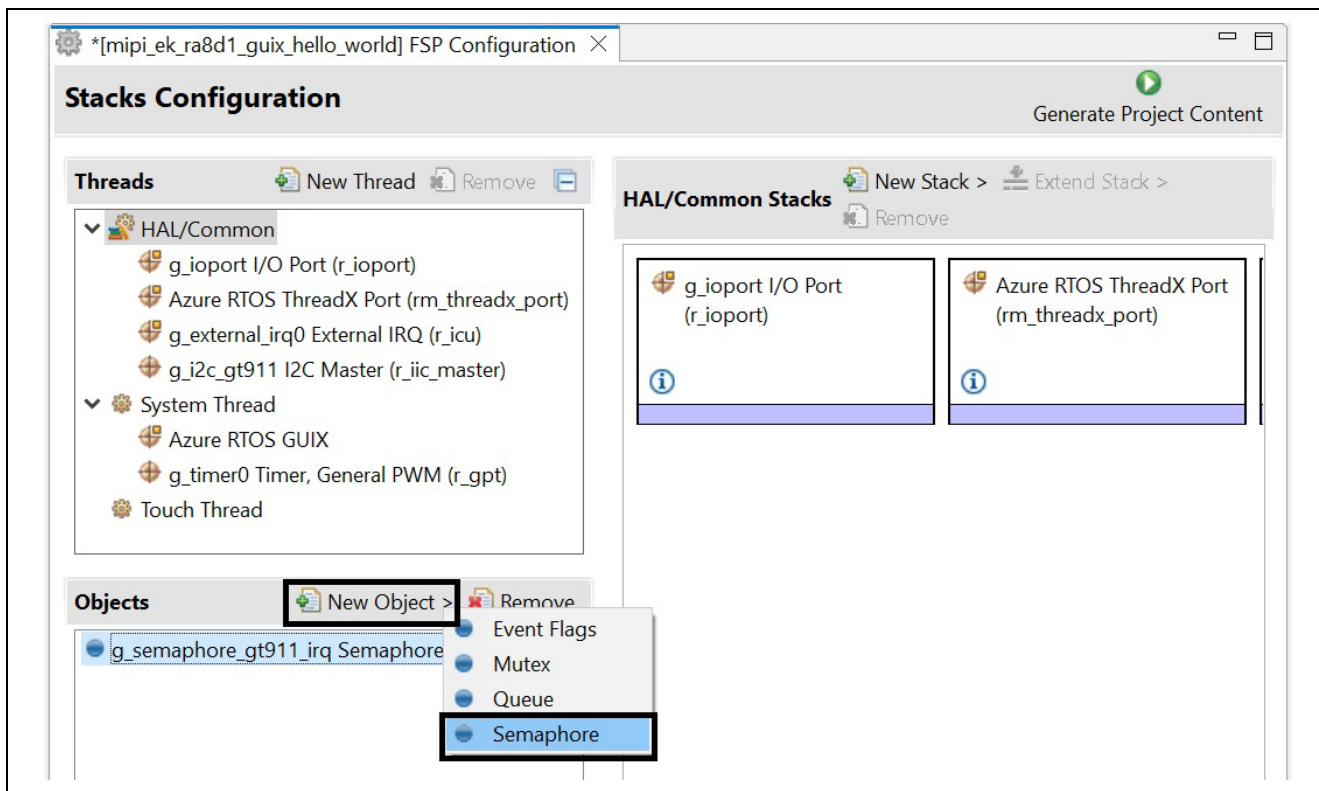 *[mipi_ek_ra8d1_guix_hello_world] FSP Configuration
Stacks Configuration
Generate Project Content
Threads
New Thread
Remove
HAL/Common
g_ioport I/O Port (r_ioport)
Azure RTOS ThreadX Port (rm_threadx_port)
g_external_irq0 External IRQ (r_icu)
g_i2c_gt911 I2C Master (r_iic_master)
System Thread
Azure RTOS GUIX
g_timer0 Timer, General PWM (r_gpt)
Touch Thread
HAL/Common Stacks
New Stack >
Extend Stack >
Remove
g_ioport I/O Port
(r_ioport)
Azure RTOS ThreadX Port
(rm_threadx_port)
Objects
New Object >
Remove
g_semaphore_gt911_irq Semaphore
Event Flags
Mutex
Queue
Semaphore